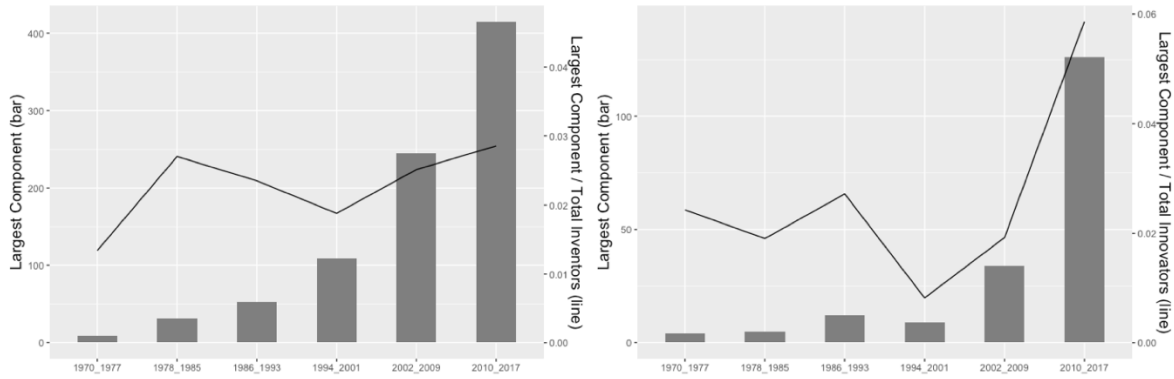 400
300
200
100
0
Largest Component (bar)
0.04
0.03
0.02
0.01
0.00
Largest Component / Total Inventors (line)
1970_1977 1978_1985 1986_1993 1994_2001 2002_2009 2010_2017
100
50
0
Largest Component (bar)
0.06
0.04
0.02
0.00
Largest Component / Total Innovators (line)
1970_1977 1978_1985 1986_1993 1994_2001 2002_2009 2010_2017